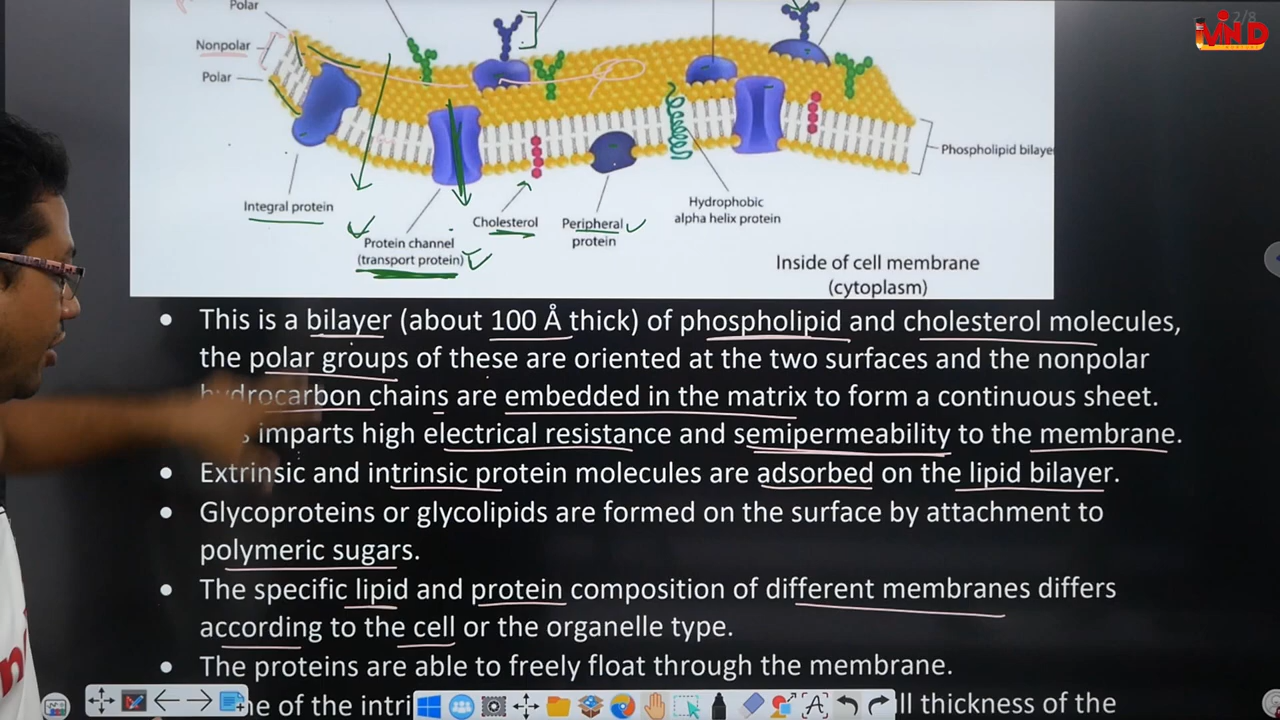 Polar
2/8
MND
Nonpolar
Polar
Phospholipid bilaye
Integral protein
Cholesterol
Peripheral
protein
Hydrophobic
alpha helix protein
Protein channel
(transport protein)
Inside of cell membrane
(cytoplasm)
• This is a bilayer (about 100 Å thick) of phospholipid and cholesterol molecules,
the polar groups of these are oriented at the two surfaces and the nonpolar
hydrocarbon chains are embedded in the matrix to form a continuous sheet.
imparts high electrical resistance and semipermeability to the membrane.
• Extrinsic and intrinsic protein molecules are adsorbed on the lipid bilayer.
• Glycoproteins or glycolipids are formed on the surface by attachment to
polymeric sugars.
• The specific lipid and protein composition of different membranes differs
according to the cell or the organelle type.
• The proteins are able to freely float through the membrane.
of the intri
thickness of the